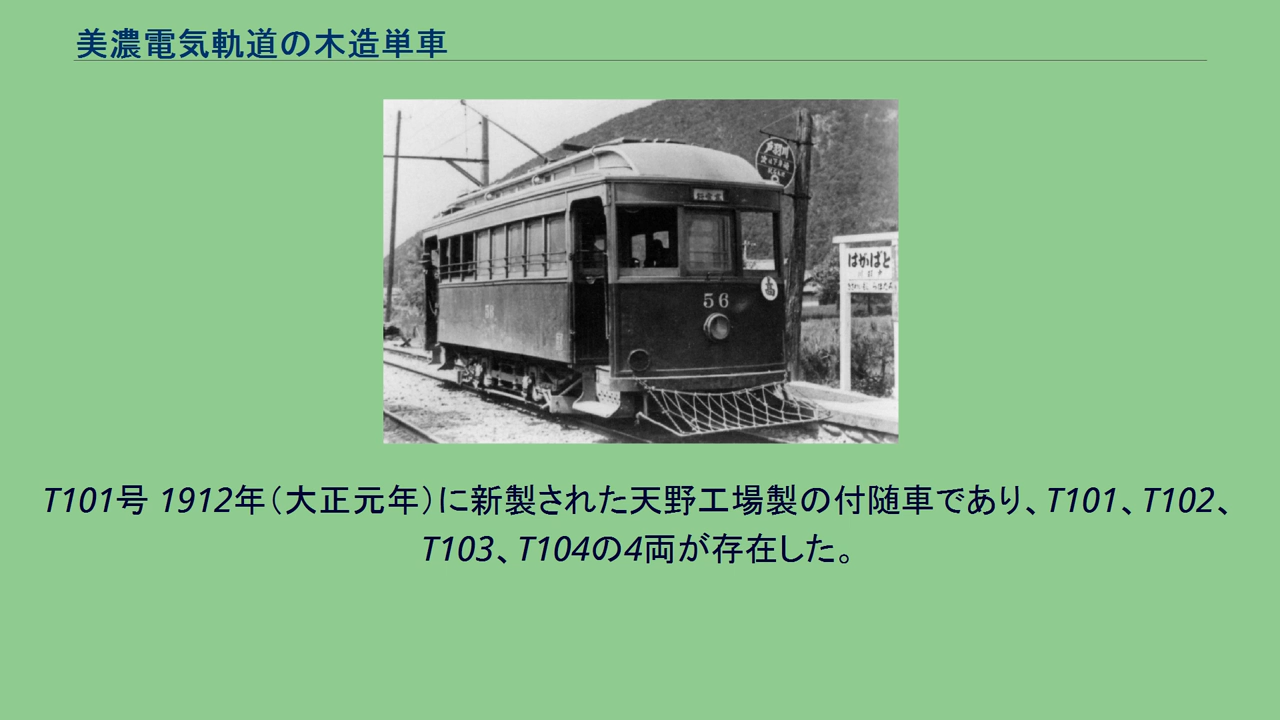 美濃電気軌道の木造単車
56
はかばと
T101号 1912年（大正元年）に新製された天野工場製の付随車であり、T101、T102、
T103、T104の4両が存在した。